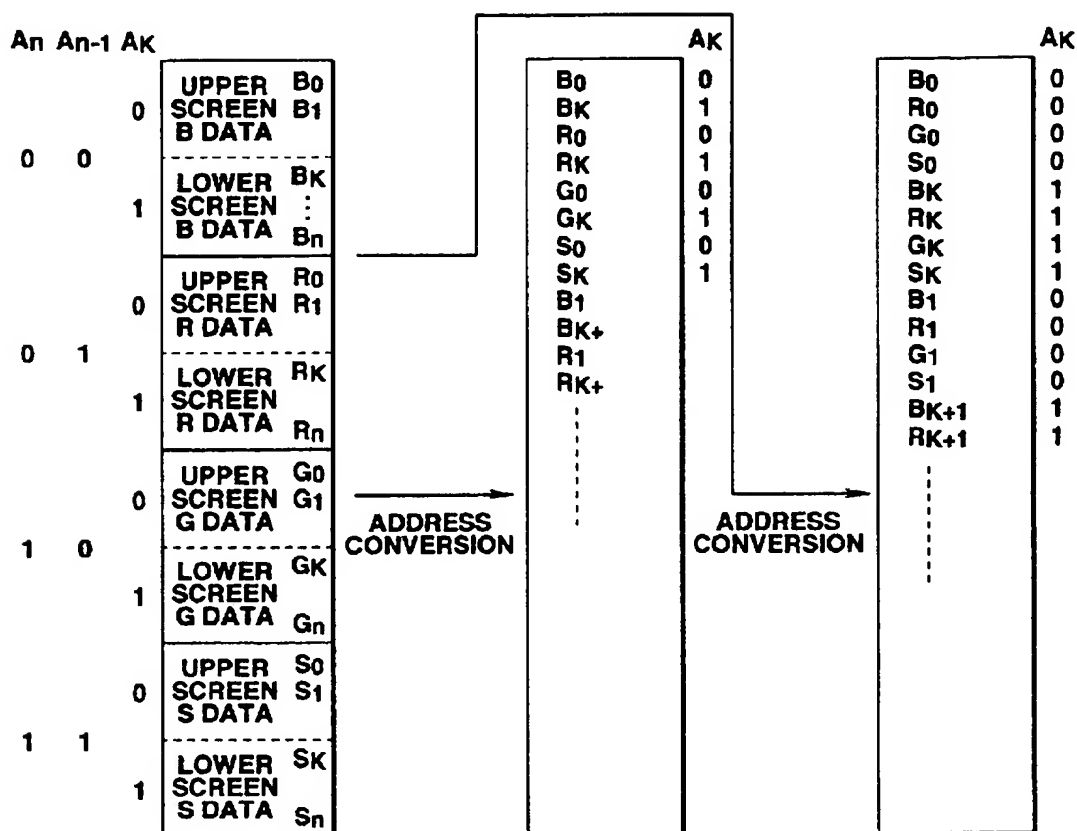 An An-1 AK
0 UPPER SCREEN B DATA B0 B1
0 0
1 LOWER SCREEN B DATA BK Bn
0 UPPER SCREEN R DATA R0 R1
0 1
1 LOWER SCREEN R DATA RK Rn
0 UPPER SCREEN G DATA G0 G1
1 0
1 LOWER SCREEN G DATA GK Gn
0 UPPER SCREEN S DATA S0 S1
1 1
1 LOWER SCREEN S DATA SK Sn
ADDRESS
CONVERSION
AK
B0 0
BK 1
R0 0
RK 1
G0 0
GK 1
S0 0
SK 1
B1
BK+
R1
RK+
ADDRESS
CONVERSION
AK
B0 0
R0 0
G0 0
S0 0
BK 1
RK 1
GK 1
SK 1
B1 0
R1 0
G1 0
S1 0
BK+1 1
RK+1 1